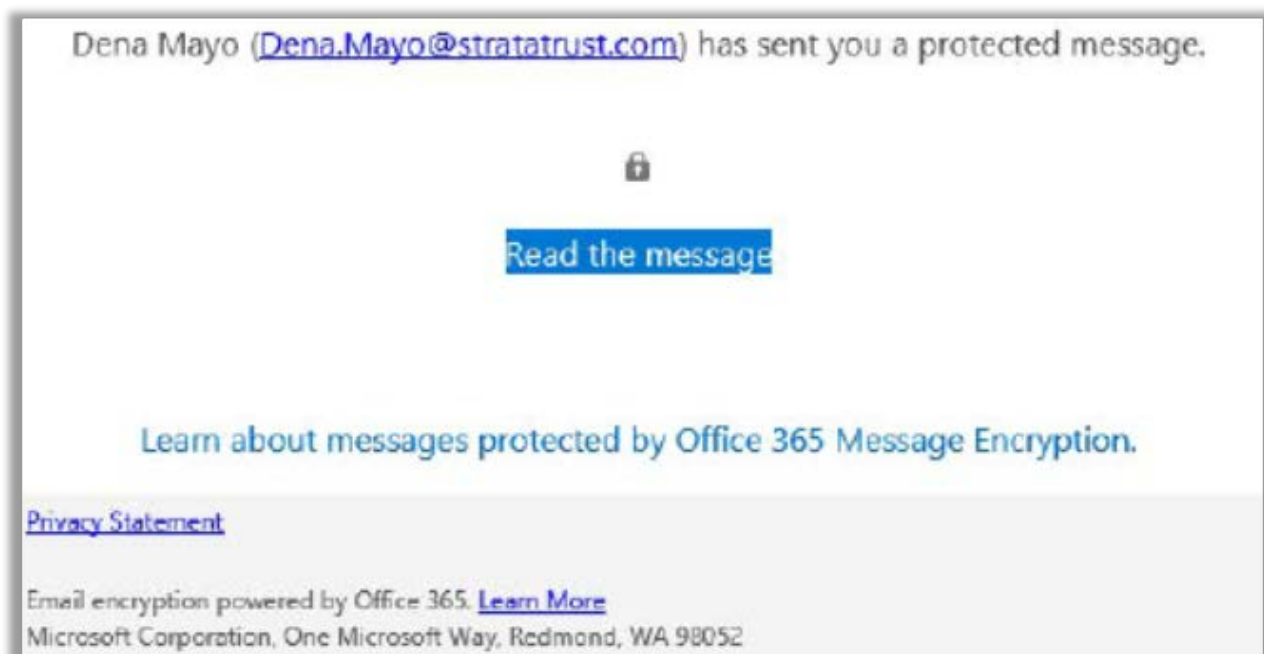 Dena Mayo (Dena.Mayo@stratatrust.com) has sent you a protected message.
Read the message
Learn about messages protected by Office 365 Message Encryption.
Privacy Statement
Email encryption powered by Office 365. Learn More
Microsoft Corporation, One Microsoft Way, Redmond, WA 98052